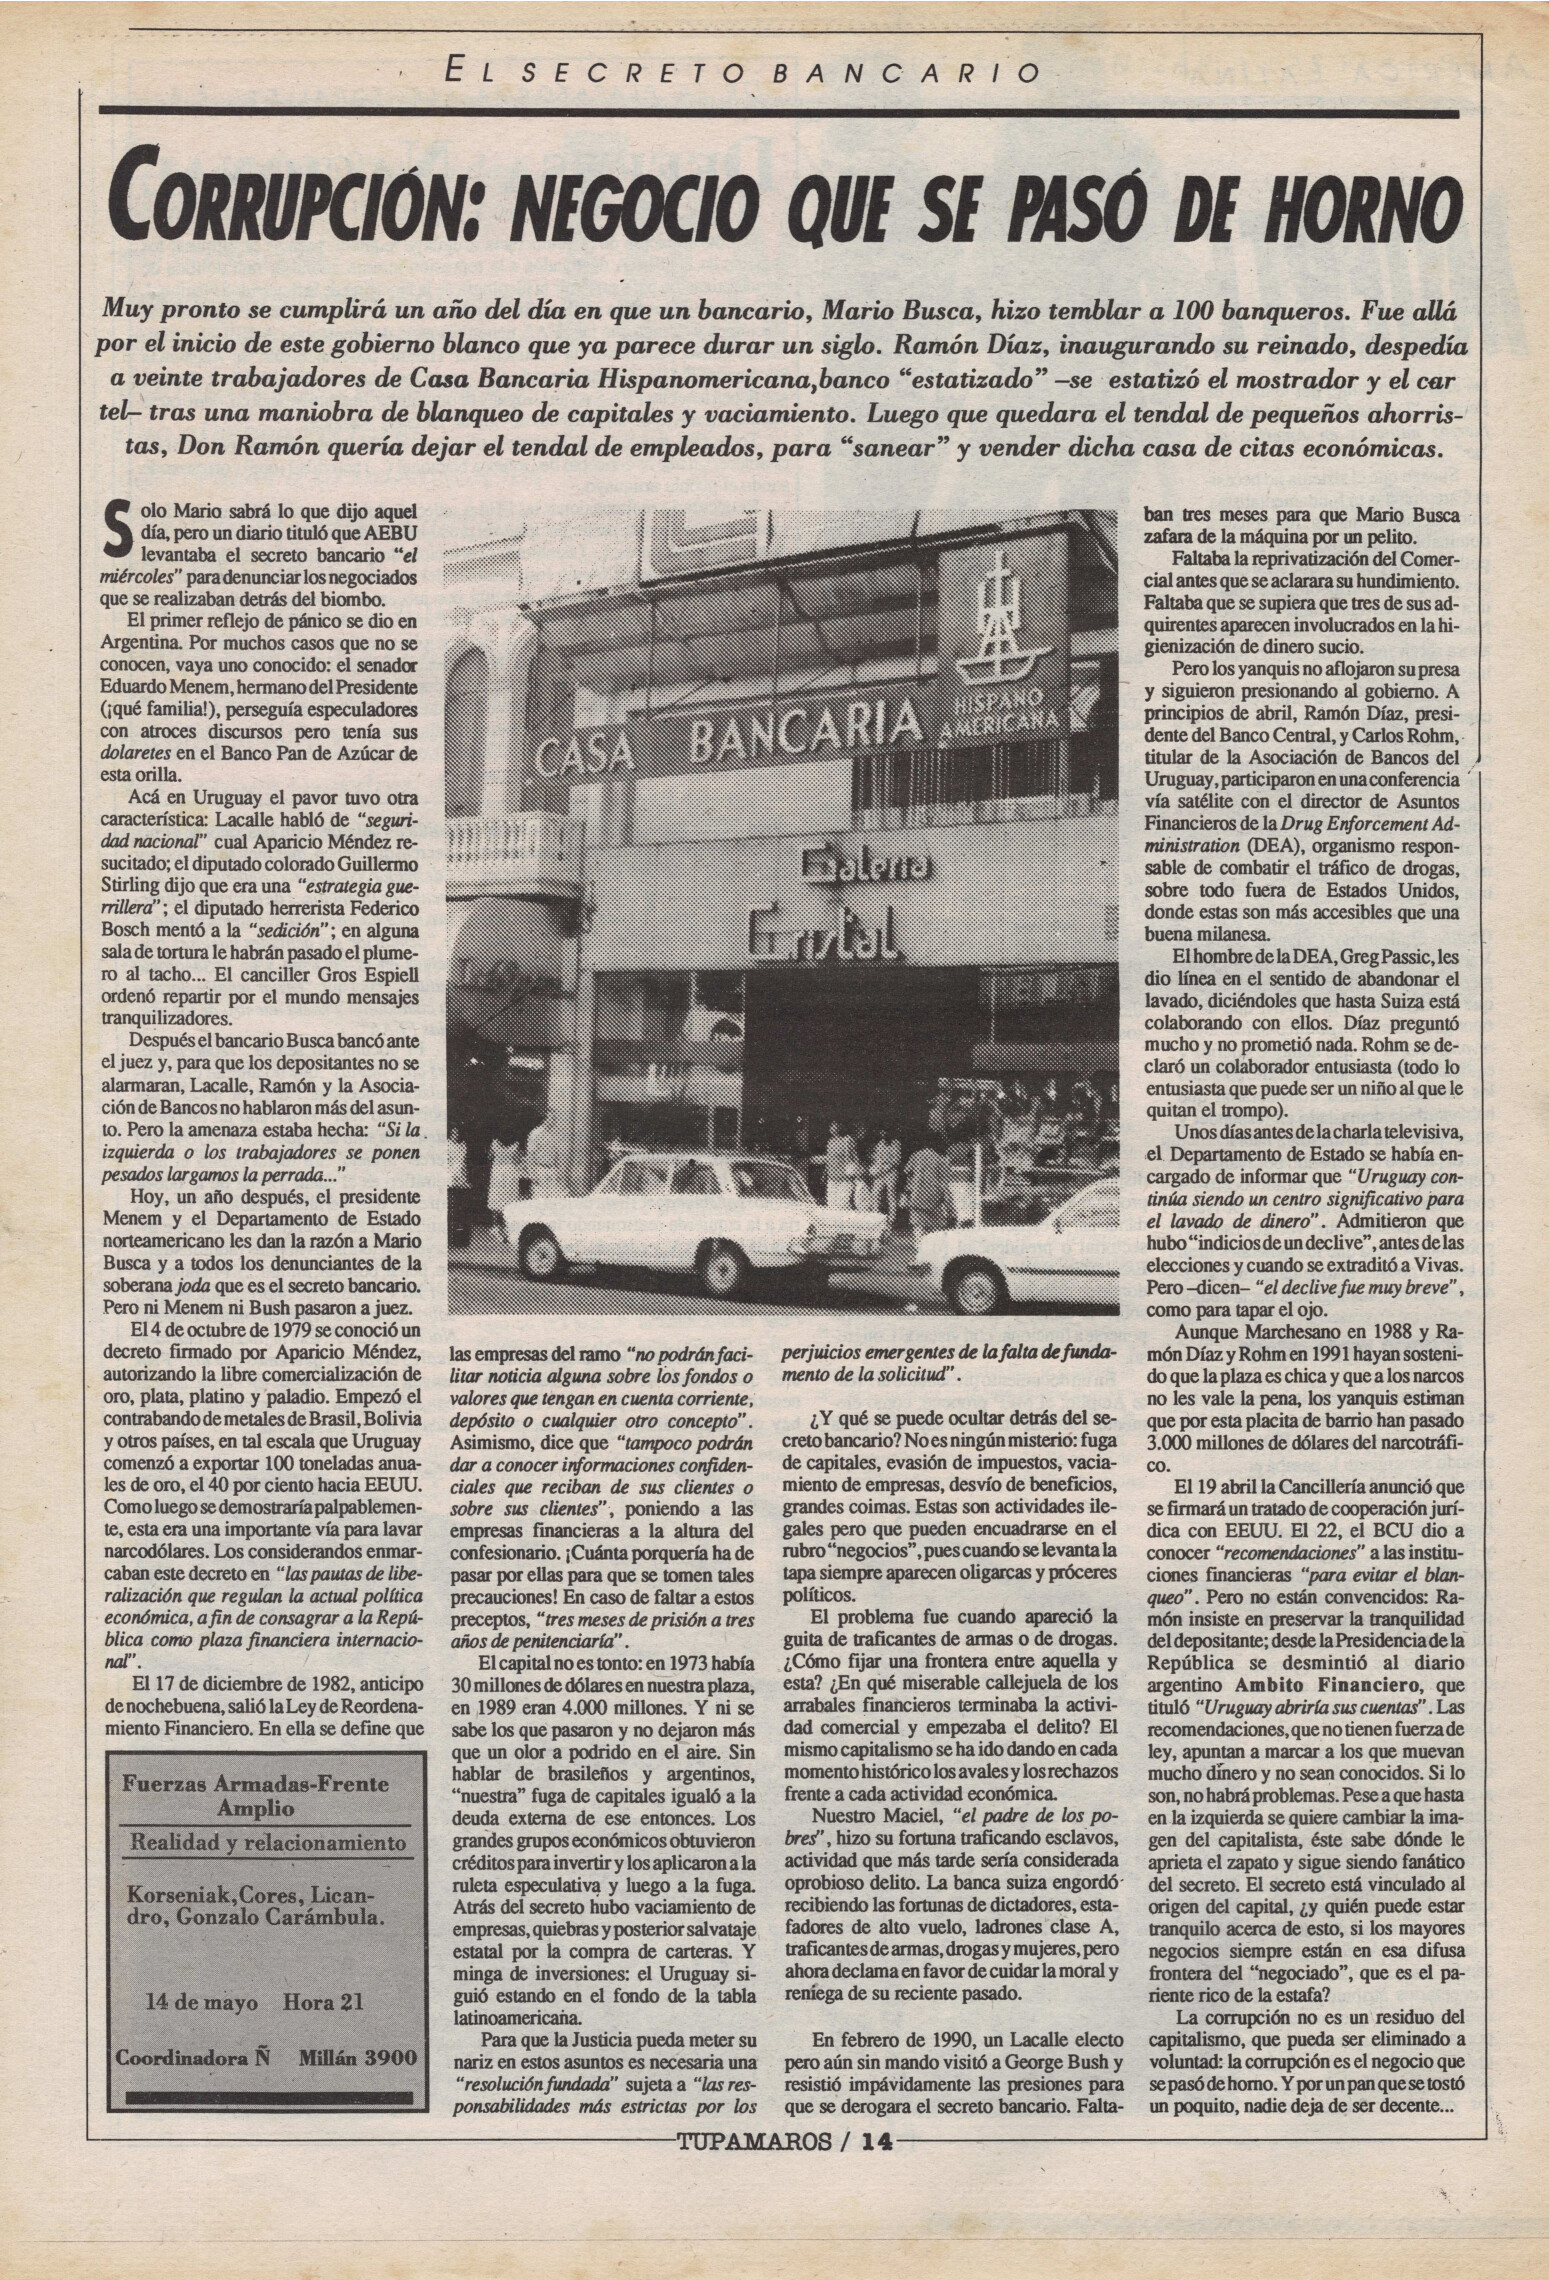 EL SECRETO BANCARIO
CORRUPCIÓN: NEGOCIO QUE SE PASÓ DE HORNO
Muy pronto se cumplirá un año del día en que un bancario, Mario Busca, hizo temblar a 100 banqueros. Fue allá
por el inicio de este gobierno blanco que ya parece durar un siglo. Ramón Díaz, inaugurando su reinado, despedía
a veinte trabajadores de Casa Bancaria Hispanomericana,banco “estatizado” –se estatizó el mostrador y el car
tel– tras una maniobra de blanqueo de capitales y vaciamiento. Luego que quedara el tendal de pequeños ahorris-
tas, Don Ramón quería dejar el tendal de empleados, para “sanear” y vender dicha casa de citas económicas.
Solo Mario sabrá lo que dijo aquel
día, pero un diario tituló que AEBU
levantaba el secreto bancario “el
miércoles” para denunciar los negociados
que se realizaban detrás del biombo.
El primer reflejo de pánico se dio en
Argentina. Por muchos casos que no se
conocen, vaya uno conocido: el senador
Eduardo Menem, hermano del Presidente
(¡qué familia!), perseguía especuladores
con atroces discursos pero tenía sus
dolaretes en el Banco Pan de Azúcar de
esta orilla.
Acá en Uruguay el pavor tuvo otra
característica: Lacalle habló de “seguri-
dad nacional” cual Aparicio Méndez re-
sucitado; el diputado colorado Guillermo
Stirling dijo que era una “estrategia gue-
rrillera”; el diputado herrerista Federico
Bosch mentó a la “sedición”; en alguna
sala de tortura le habrán pasado el plume-
ro al tacho... El canciller Gros Espiell
ordenó repartir por el mundo mensajes
tranquilizadores.
Después el bancario Busca bancó ante
el juez y, para que los depositantes no se
alarmaran, Lacalle, Ramón y la Asocia-
ción de Bancos no hablaron más del asun-
to. Pero la amenaza estaba hecha: “Si la
izquierda o los trabajadores se ponen
pesados largamos la perrada...”
Hoy, un año después, el presidente
Menem y el Departamento de Estado
norteamericano les dan la razón a Mario
Busca y a todos los denunciantes de la
soberana joda que es el secreto bancario.
Pero ni Menem ni Bush pasaron a juez.
El 4 de octubre de 1979 se conoció un
decreto firmado por Aparicio Méndez,
autorizando la libre comercialización de
oro, plata, platino y paladio. Empezó el
contrabando de metales de Brasil, Bolivia
y otros países, en tal escala que Uruguay
comenzó a exportar 100 toneladas anua-
les de oro, el 40 por ciento hacia EEUU.
Como luego se demostraría palpablemen-
te, esta era una importante vía para lavar
narcodólares. Los considerandos enmar-
caban este decreto en “las pautas de libe-
ralización que regulan la actual política
económica, a fin de consagrar a la Repú-
blica como plaza financiera internacio-
nal”.
El 17 de diciembre de 1982, anticipo
de nochebuena, salió la Ley de Reordena-
miento Financiero. En ella se define que
Fuerzas Armadas-Frente
Amplio
Realidad y relacionamiento
Korseniak,Cores, Lican-
dro, Gonzalo Carámbula.
14 de mayo Hora 21
Coordinadora Ñ Millán 3900
CASA BANCARIA HISPANO
AMERICANA
Galeria
Cristal
las empresas del ramo “no podrán faci-
litar noticia alguna sobre los fondos o
valores que tengan en cuenta corriente,
depósito o cualquier otro concepto”.
Asimismo, dice que “tampoco podrán
dar a conocer informaciones confiden-
ciales que reciban de sus clientes o
sobre sus clientes”, poniendo a las
empresas financieras a la altura del
confesionario. ¡Cuánta porquería ha de
pasar por ellas para que se tomen tales
precauciones! En caso de faltar a estos
preceptos, “tres meses de prisión a tres
años de penitenciaría”.
El capital no es tonto: en 1973 había
30 millones de dólares en nuestra plaza,
en 1989 eran 4.000 millones. Y ni se
sabe los que pasaron y no dejaron más
que un olor a podrido en el aire. Sin
hablar de brasileños y argentinos,
“nuestra” fuga de capitales igualó a la
deuda externa de ese entonces. Los
grandes grupos económicos obtuvieron
créditos para invertir y los aplicaron a la
ruleta especulativa y luego a la fuga.
Atrás del secreto hubo vaciamiento de
empresas, quiebras y posterior salvataje
estatal por la compra de carteras. Y
minga de inversiones: el Uruguay si-
guió estando en el fondo de la tabla
latinoamericana.
Para que la Justicia pueda meter su
nariz en estos asuntos es necesaria una
“resolución fundada” sujeta a “las res-
ponsabilidades más estrictas por los
perjuicios emergentes de la falta de funda-
mento de la solicitud”.
¿Y qué se puede ocultar detrás del se-
creto bancario? No es ningún misterio: fuga
de capitales, evasión de impuestos, vacia-
miento de empresas, desvío de beneficios,
grandes coimas. Estas son actividades ile-
gales pero que pueden encuadrarse en el
rubro “negocios”, pues cuando se levanta la
tapa siempre aparecen oligarcas y próceres
políticos.
El problema fue cuando apareció la
guita de traficantes de armas o de drogas.
¿Cómo fijar una frontera entre aquella y
esta? ¿En qué miserable callejuela de los
arrabales financieros terminaba la activi-
dad comercial y empezaba el delito? El
mismo capitalismo se ha ido dando en cada
momento histórico los avales y los rechazos
frente a cada actividad económica.
Nuestro Maciel, “el padre de los po-
bres”, hizo su fortuna traficando esclavos,
actividad que más tarde sería considerada
oprobioso delito. La banca suiza engordó
recibiendo las fortunas de dictadores, esta-
fadores de alto vuelo, ladrones clase A,
traficantes de armas, drogas y mujeres, pero
ahora declama en favor de cuidar la moral y
reniega de su reciente pasado.
En febrero de 1990, un Lacalle electo
pero aún sin mando visitó a George Bush y
resistió impávidamente las presiones para
que se derogara el secreto bancario. Falta-
ban tres meses para que Mario Busca
zafara de la máquina por un pelito.
Faltaba la reprivatización del Comer-
cial antes que se aclarara su hundimiento.
Faltaba que se supiera que tres de sus ad-
quirentes aparecen involucrados en la hi-
gienización de dinero sucio.
Pero los yanquis no aflojaron su presa
y siguieron presionando al gobierno. A
principios de abril, Ramón Díaz, presi-
dente del Banco Central, y Carlos Rohm,
titular de la Asociación de Bancos del
Uruguay, participaron en una conferencia
vía satélite con el director de Asuntos
Financieros de la Drug Enforcement Ad-
ministration (DEA), organismo respon-
sable de combatir el tráfico de drogas,
sobre todo fuera de Estados Unidos,
donde estas son más accesibles que una
buena milanesa.
El hombre de la DEA, Greg Passic, les
dio línea en el sentido de abandonar el
lavado, diciéndoles que hasta Suiza está
colaborando con ellos. Díaz preguntó
mucho y no prometió nada. Rohm se de-
claró un colaborador entusiasta (todo lo
entusiasta que puede ser un niño al que le
quitan el trompo).
Unos días antes de la charla televisiva,
el Departamento de Estado se había en-
cargado de informar que “Uruguay con-
tinúa siendo un centro significativo para
el lavado de dinero”. Admitieron que
hubo “indicios de un declive”, antes de las
elecciones y cuando se extraditó a Vivas.
Pero –dicen– “el declive fue muy breve”,
como para tapar el ojo.
Aunque Marchesano en 1988 y Ra-
món Díaz y Rohm en 1991 hayan sosteni-
do que la plaza es chica y que a los narcos
no les vale la pena, los yanquis estiman
que por esta placita de barrio han pasado
3.000 millones de dólares del narcotráfi-
co.
El 19 abril la Cancillería anunció que
se firmará un tratado de cooperación jurí-
dica con EEUU. El 22, el BCU dio a
conocer “recomendaciones” a las institu-
ciones financieras “para evitar el blan-
queo”. Pero no están convencidos: Ra-
món insiste en preservar la tranquilidad
del depositante; desde la Presidencia de la
República se desmintió al diario
argentino Ambito Financiero, que
tituló “Uruguay abriría sus cuentas”. Las
recomendaciones, que no tienen fuerza de
ley, apuntan a marcar a los que muevan
mucho dinero y no sean conocidos. Si lo
son, no habrá problemas. Pese a que hasta
en la izquierda se quiere cambiar la ima-
gen del capitalista, éste sabe dónde le
aprieta el zapato y sigue siendo fanático
del secreto. El secreto está vinculado al
origen del capital, ¿y quién puede estar
tranquilo acerca de esto, si los mayores
negocios siempre están en esa difusa
frontera del “negociado”, que es el pa-
riente rico de la estafa?
La corrupción no es un residuo del
capitalismo, que pueda ser eliminado a
voluntad: la corrupción es el negocio que
se pasó de horno. Y por un pan que se tostó
un poquito, nadie deja de ser decente...
TUPAMAROS / 14